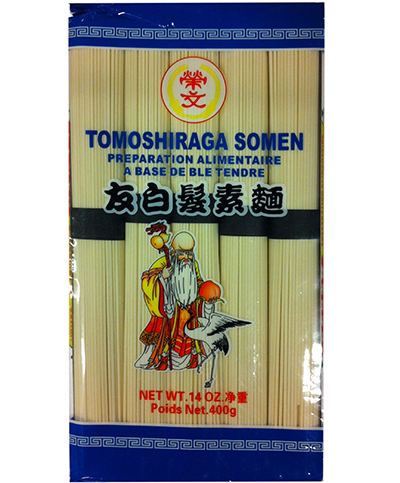 榮
文
TOMOSHIRAGA SOMEN
PREPARATION ALIMENTAIRE
A BASE DE BLE TENDRE
友白髮素麵
NET WT.14 OZ.净重
Poids Net.400g